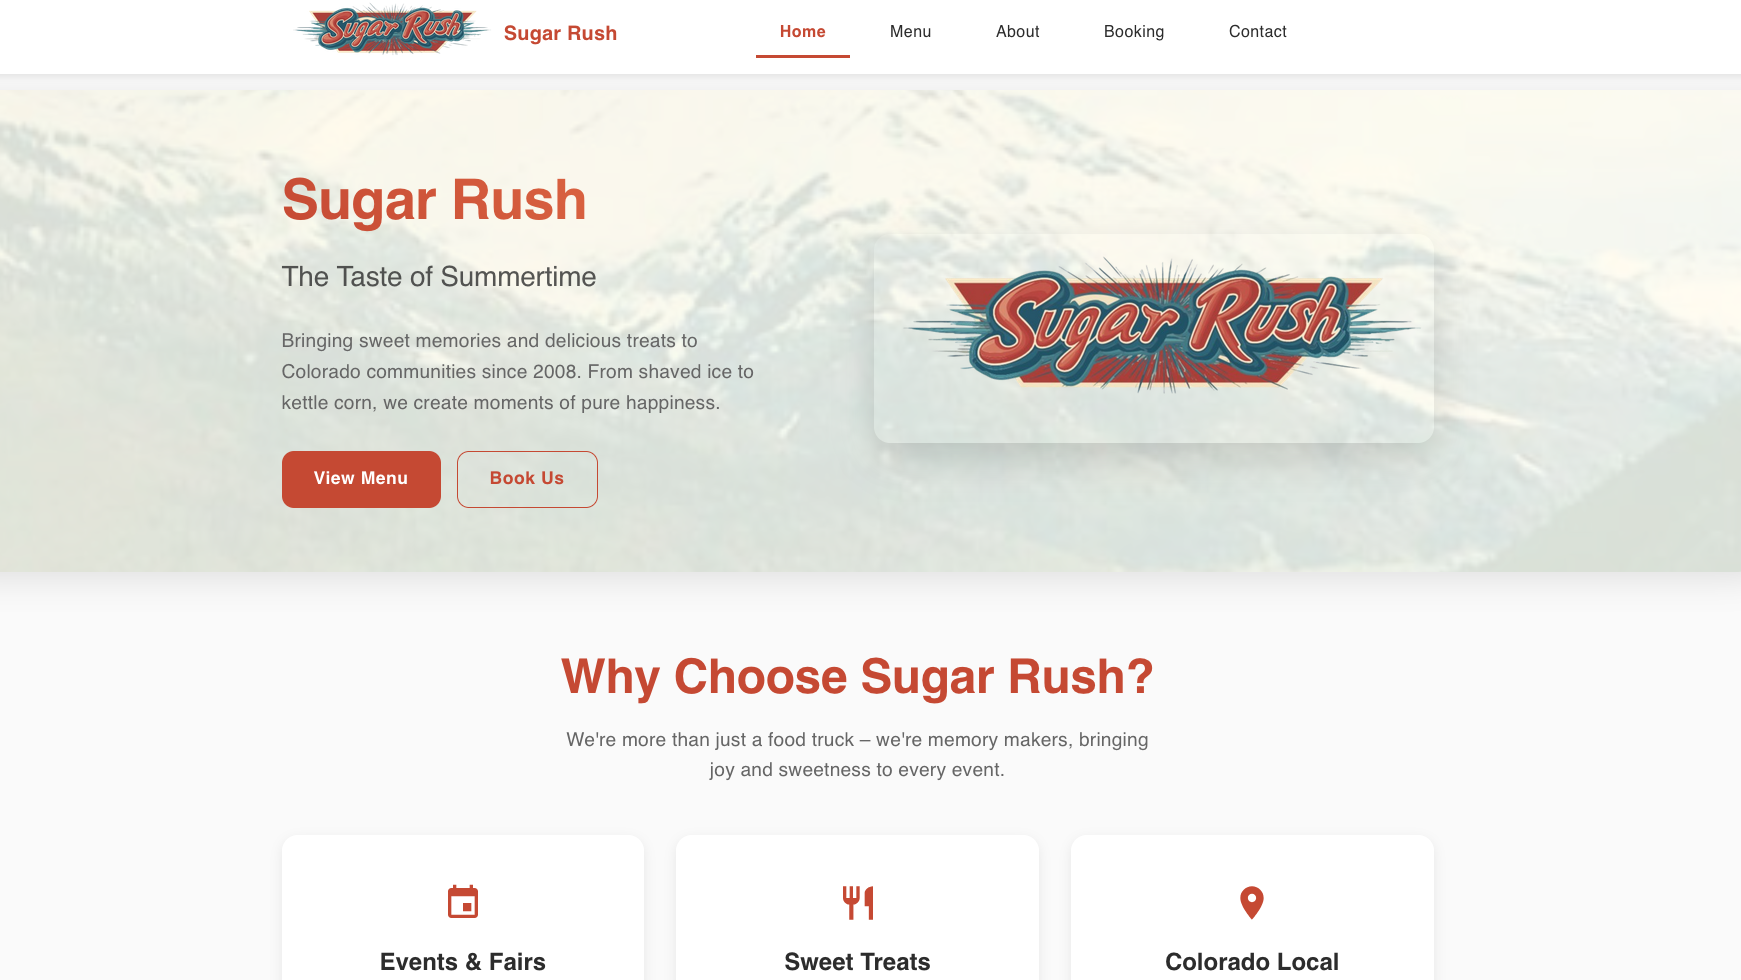 Sugar Rush
Sugar Rush
Home
Menu
About
Booking
Contact
Sugar Rush
The Taste of Summertime
Bringing sweet memories and delicious treats to
Colorado communities since 2008. From shaved ice to
kettle corn, we create moments of pure happiness.
View Menu
Book Us
Sugar Rush
Why Choose Sugar Rush?
We're more than just a food truck – we're memory makers, bringing
joy and sweetness to every event.
Events & Fairs
Sweet Treats
Colorado Local